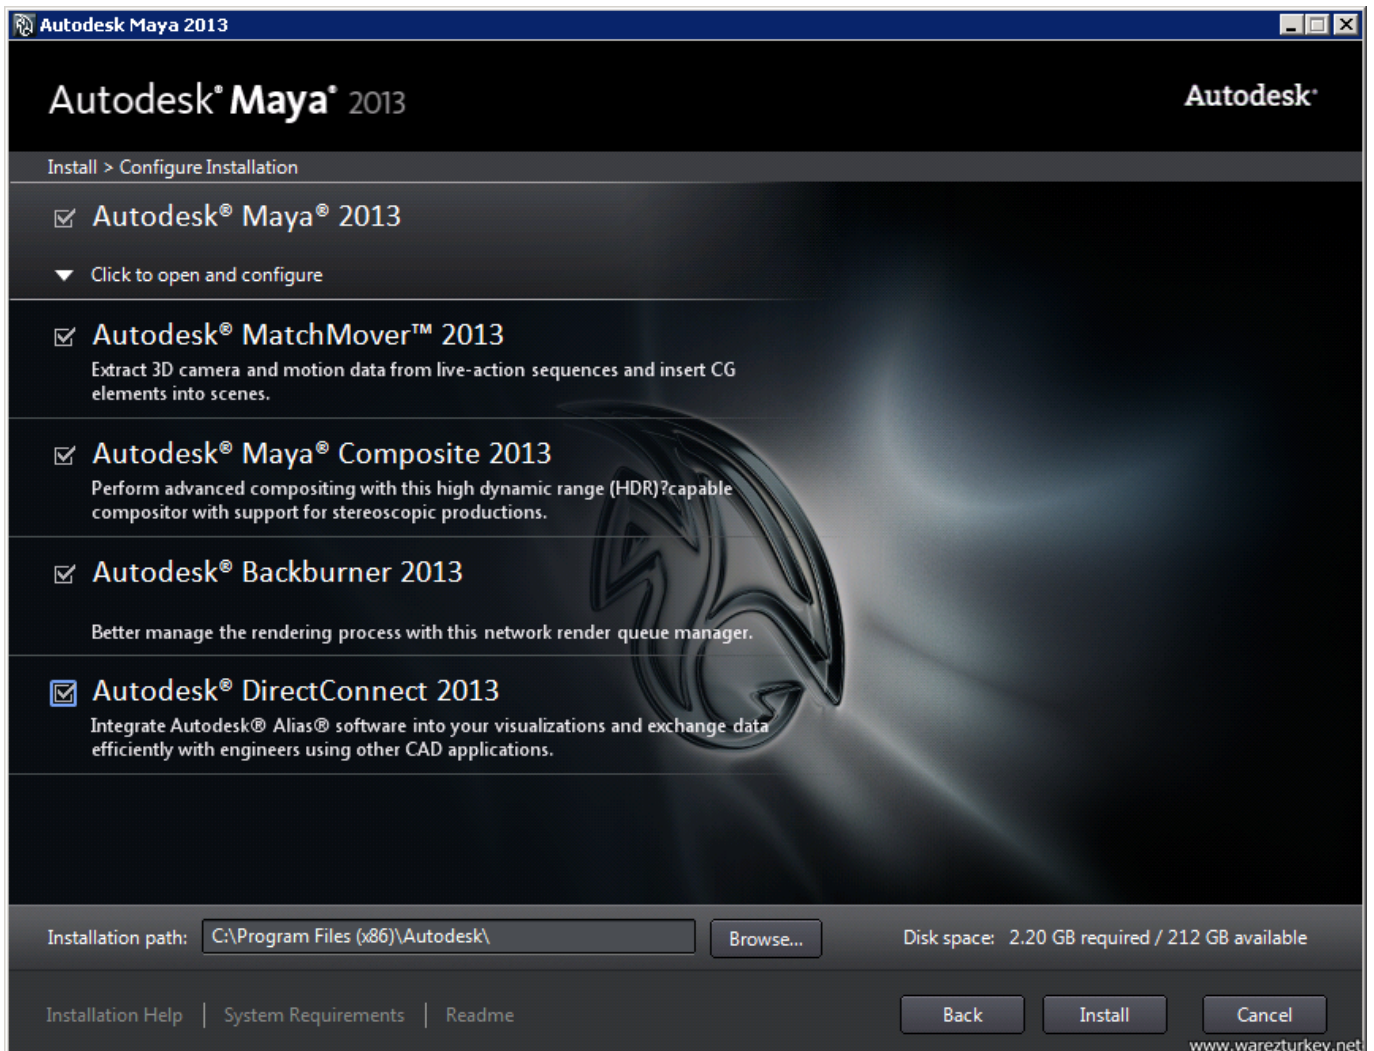 Autodesk Maya 2013
Autodesk® Maya® 2013
Autodesk®
Install > Configure Installation
Autodesk® Maya® 2013
Click to open and configure
Autodesk® MatchMover™ 2013
Extract 3D camera and motion data from live-action sequences and insert CG
elements into scenes.
Autodesk® Maya® Composite 2013
Perform advanced compositing with this high dynamic range (HDR)?capable
compositor with support for stereoscopic productions.
Autodesk® Backburner 2013
Better manage the rendering process with this network render queue manager.
Autodesk® DirectConnect 2013
Integrate Autodesk® Alias® software into your visualizations and exchange data
efficiently with engineers using other CAD applications.
Installation path: C:\Program Files (x86)\Autodesk\ Browse... Disk space: 2.20 GB required / 212 GB available
Installation Help | System Requirements | Readme Back Install Cancel
www.warezturkey.net